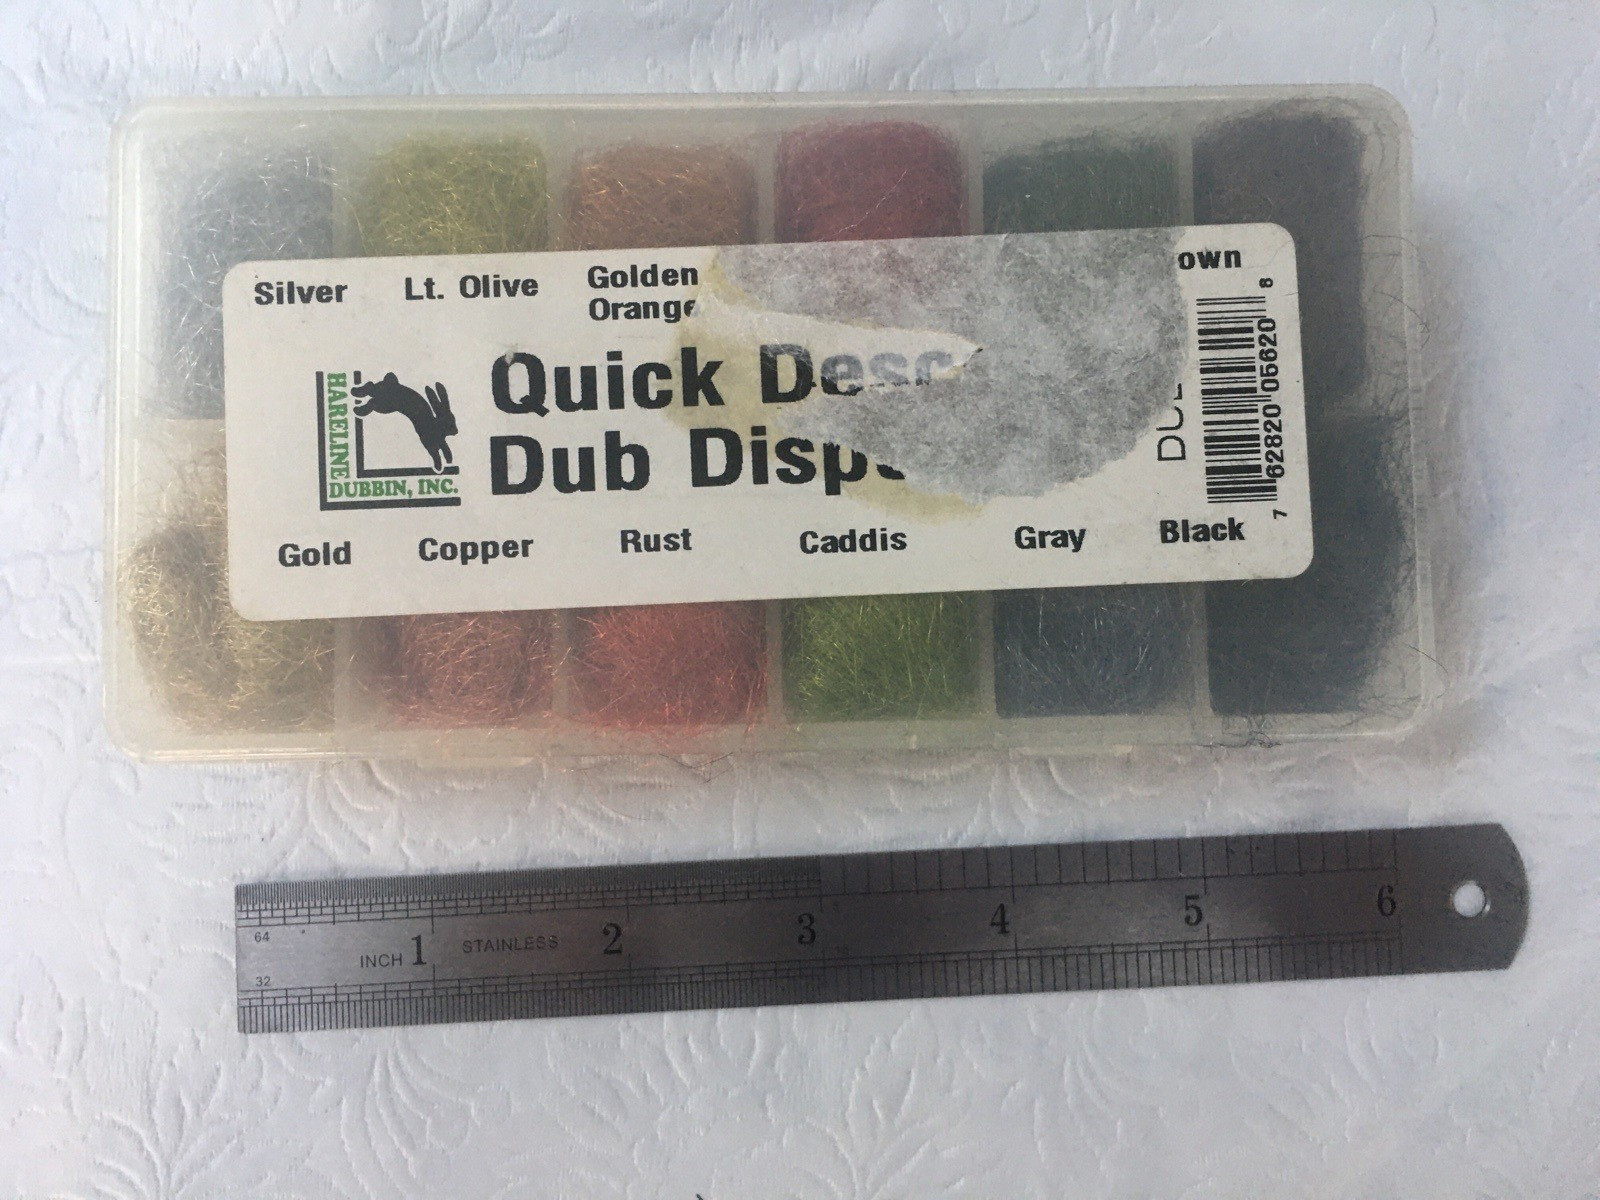 Silver Lt. Olive Golden
Orange
own
Quick Desc
Dub Disp
HARELINE
DUBBIN, INC.
Gold Copper Rust Caddis Gray Black
7 62820 05620 8
64
INCH 1 STAINLESS 2 3 4 5 6
32